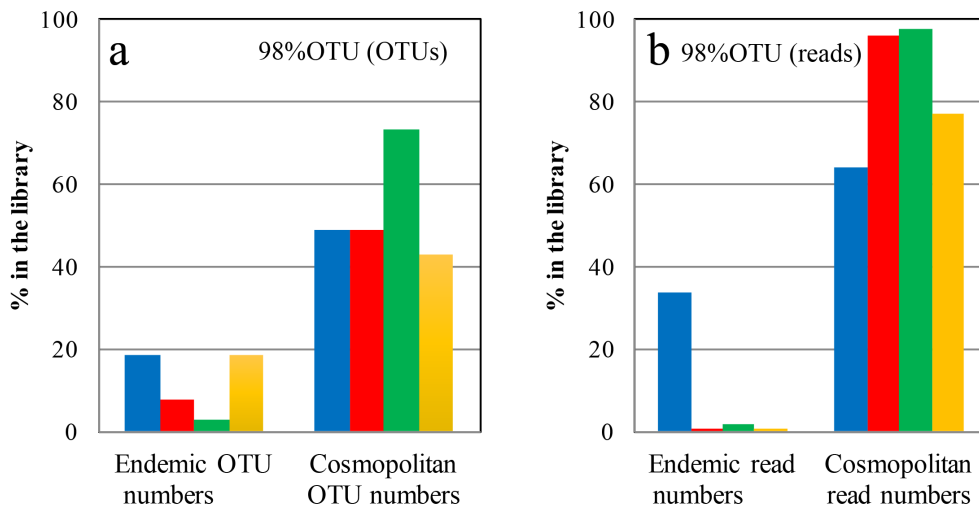 a
98%OTU (OTUs)
% in the library
100
80
60
40
20
0
Endemic OTU
numbers
Cosmopolitan
OTU numbers
b
98%OTU (reads)
% in the library
100
80
60
40
20
0
Endemic read
numbers
Cosmopolitan
read numbers